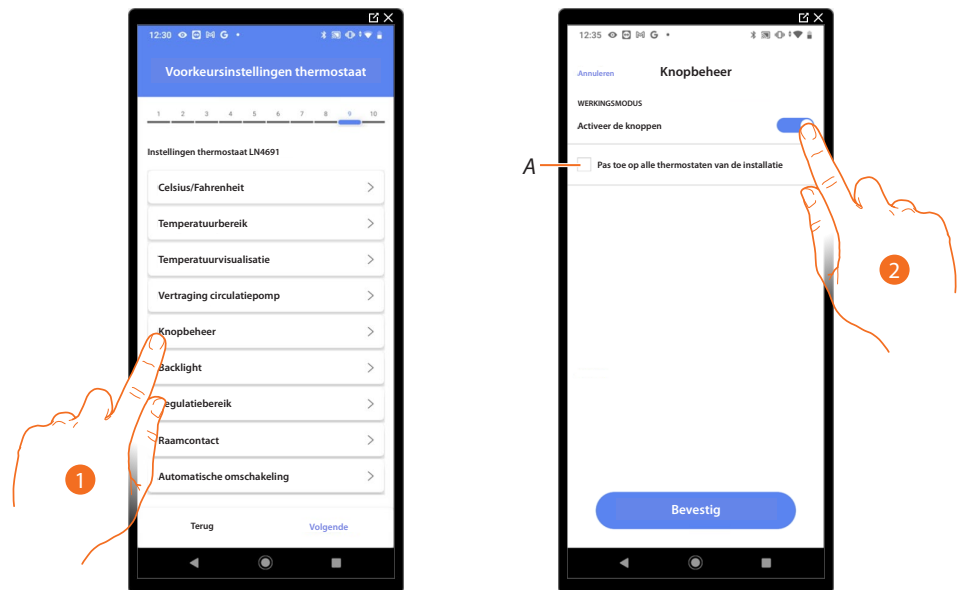 12:30
Voorkeursinstellingen thermostaat
1 2 3 4 5 6 7 8 9 10
Instellingen thermostaat LN4691
Celsius/Fahrenheit
Temperatuurbereik
Temperatuurvisualisatie
Vertraging circulatiepomp
Knopbeheer
Backlight
egulatiebereik
Raamcontact
Automatische omschakeling
Terug
Volgende
1
12:35
Annuleren
Knopbeheer
WERKINGSMODUS
Activeer de knoppen
A
Pas toe op alle thermostaten van de installatie
2
Bevestig